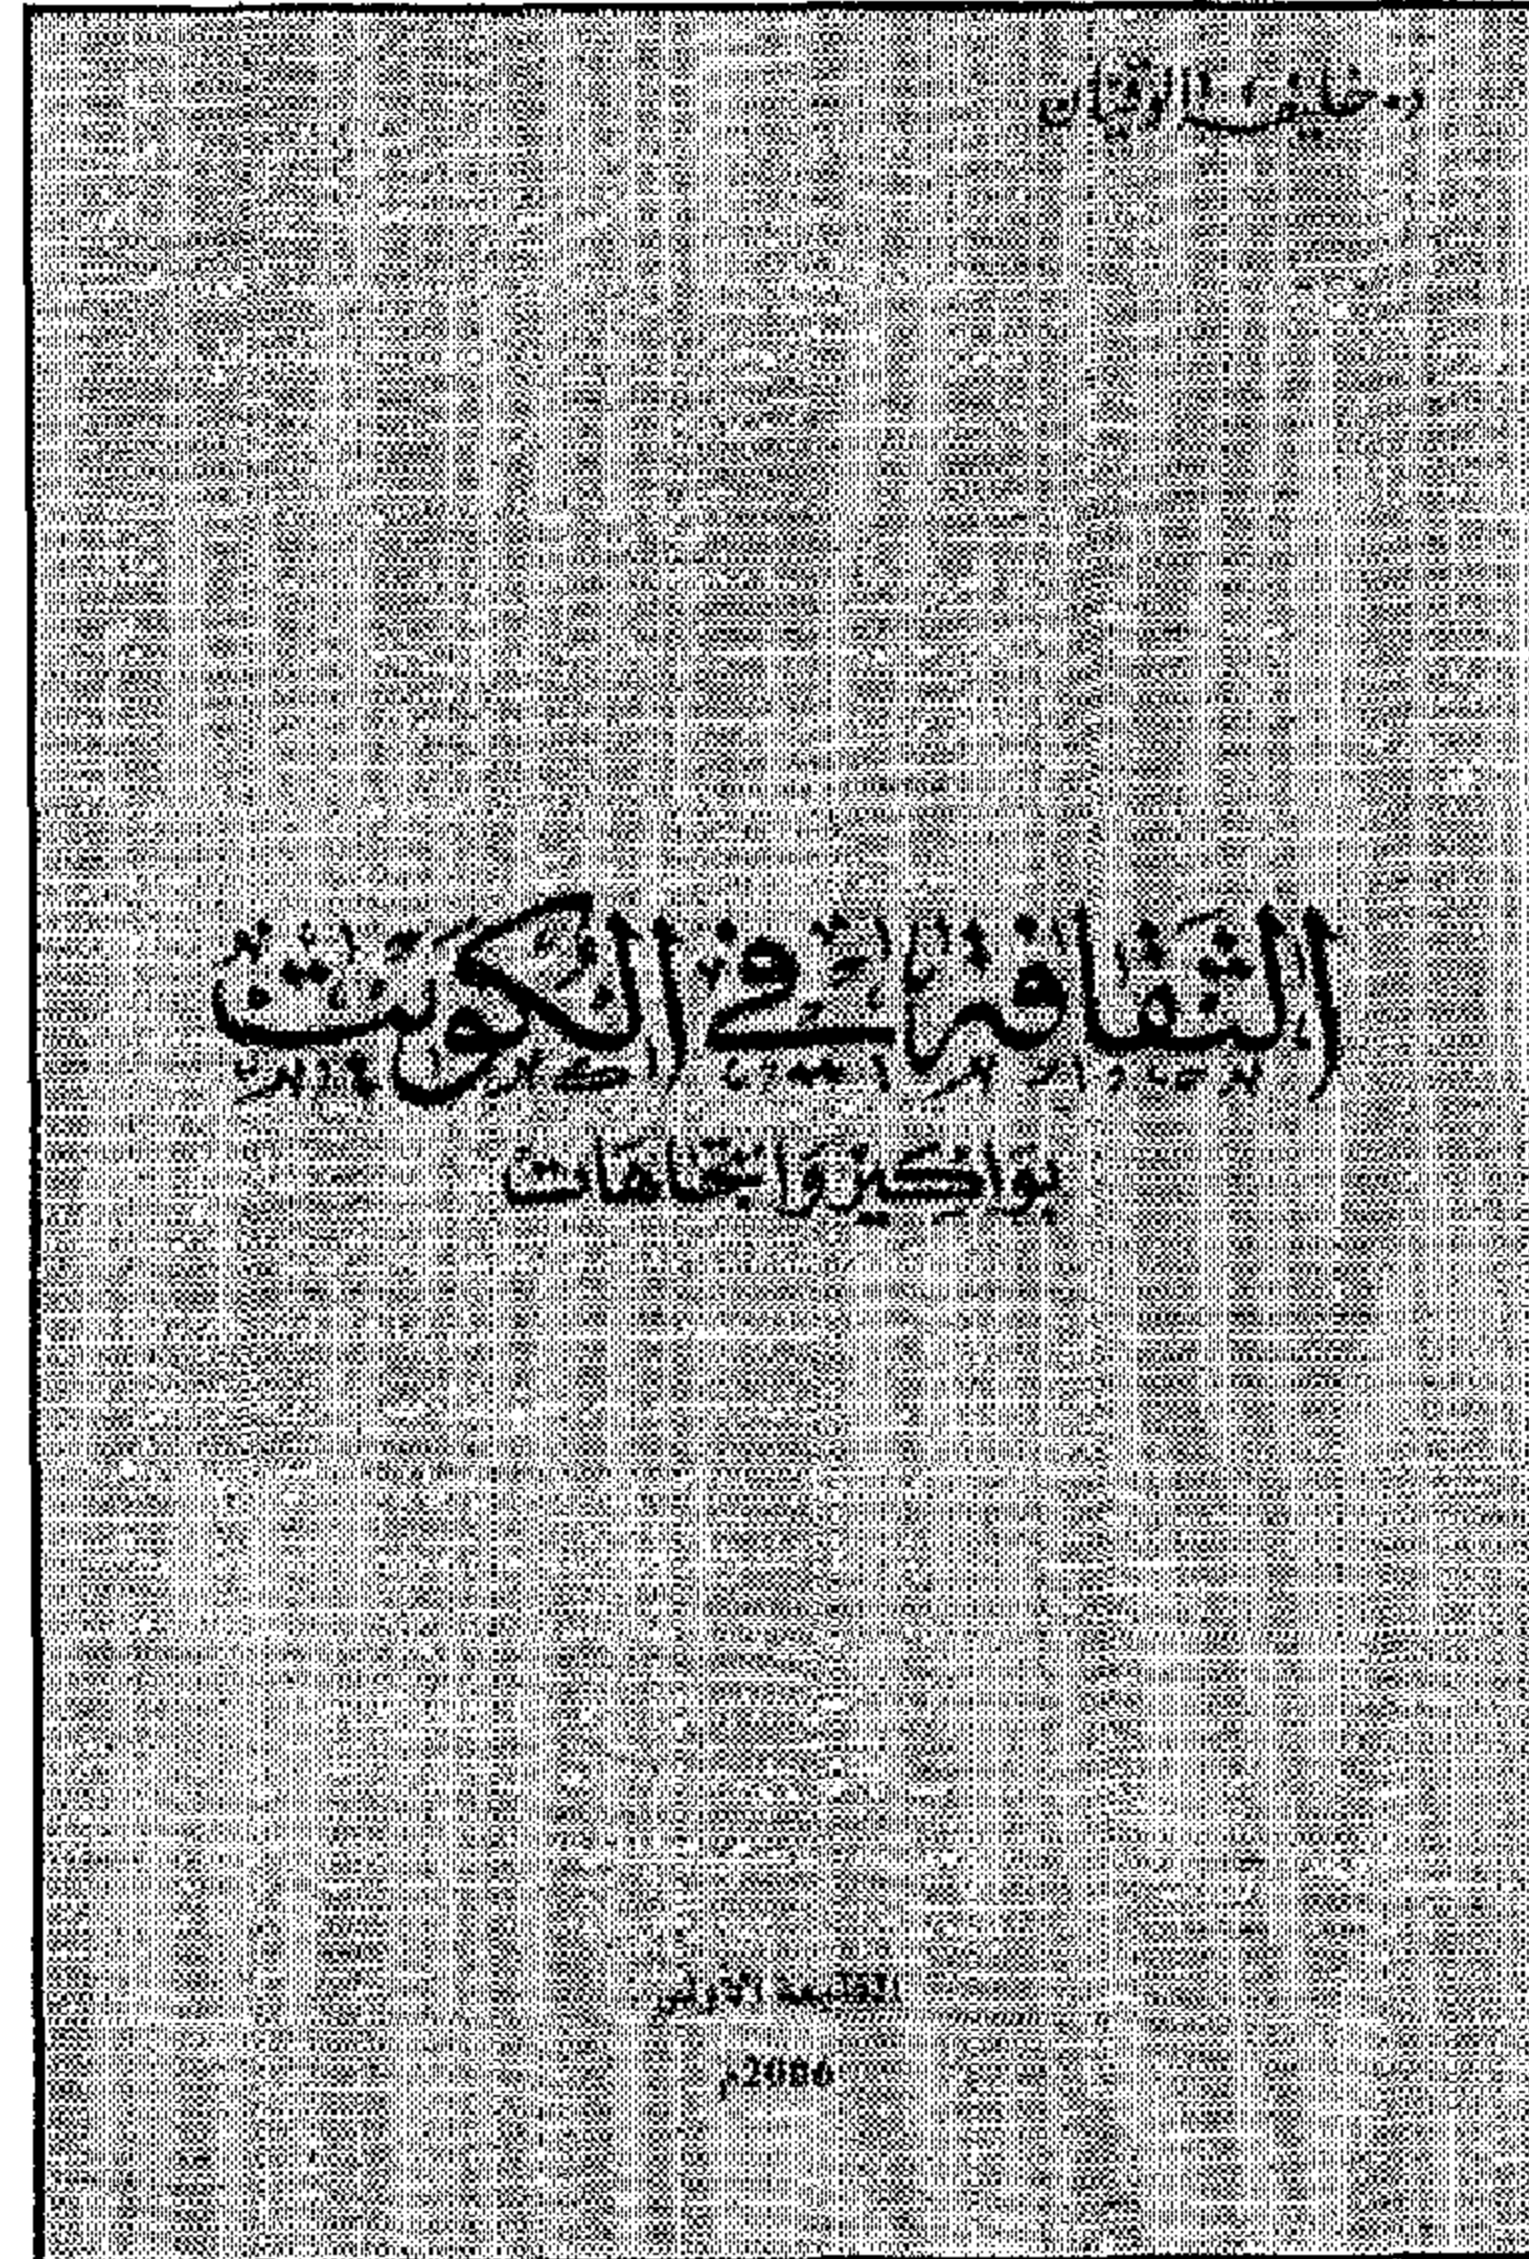 د. خليفة الوقيان
الثقافة في الكويت
بواكير واتجاهات
الطبعة الأولى
2006م